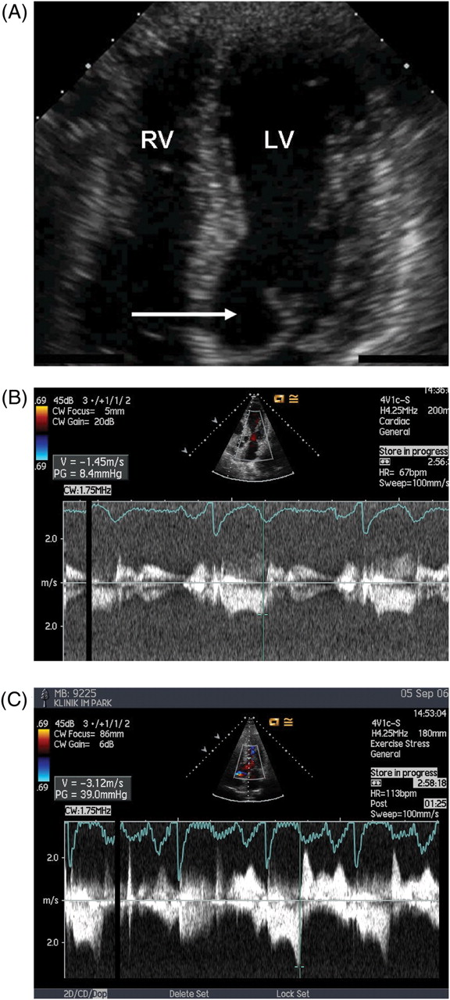 (A)
RV
LV
(B)
.69
.69
45dB 3 •/+1/1/ 2
CW Focus= 5mm
CW Gain= 20dB
V = -1.45m/s
PG = 8.4mmHg
CW:1.75MHz
14:36:
4V1c-S
H4.25MHz 200m
Cardiac
General
Store in progress
2:56:
HR= 67bpm
Sweep=100mm/s
2.0
m/s
2.0
(C)
MB: 9225
KLINIK IM PARK
05 Sep 06
14:53:04
.69
.69
45dB 3 •/+1/1/ 2
CW Focus= 86mm
CW Gain= 6dB
V = -3.12m/s
PG = 39.0mmHg
CW:1.75MHz
4V1c-S
H4.25MHz 180mm
Exercise Stress
General
Store in progress
2:58:18
HR=113bpm
Post 01:25
Sweep=100mm/s
2.0
m/s
2.0
2D/CD/Dop
Delete Set
Lock Set